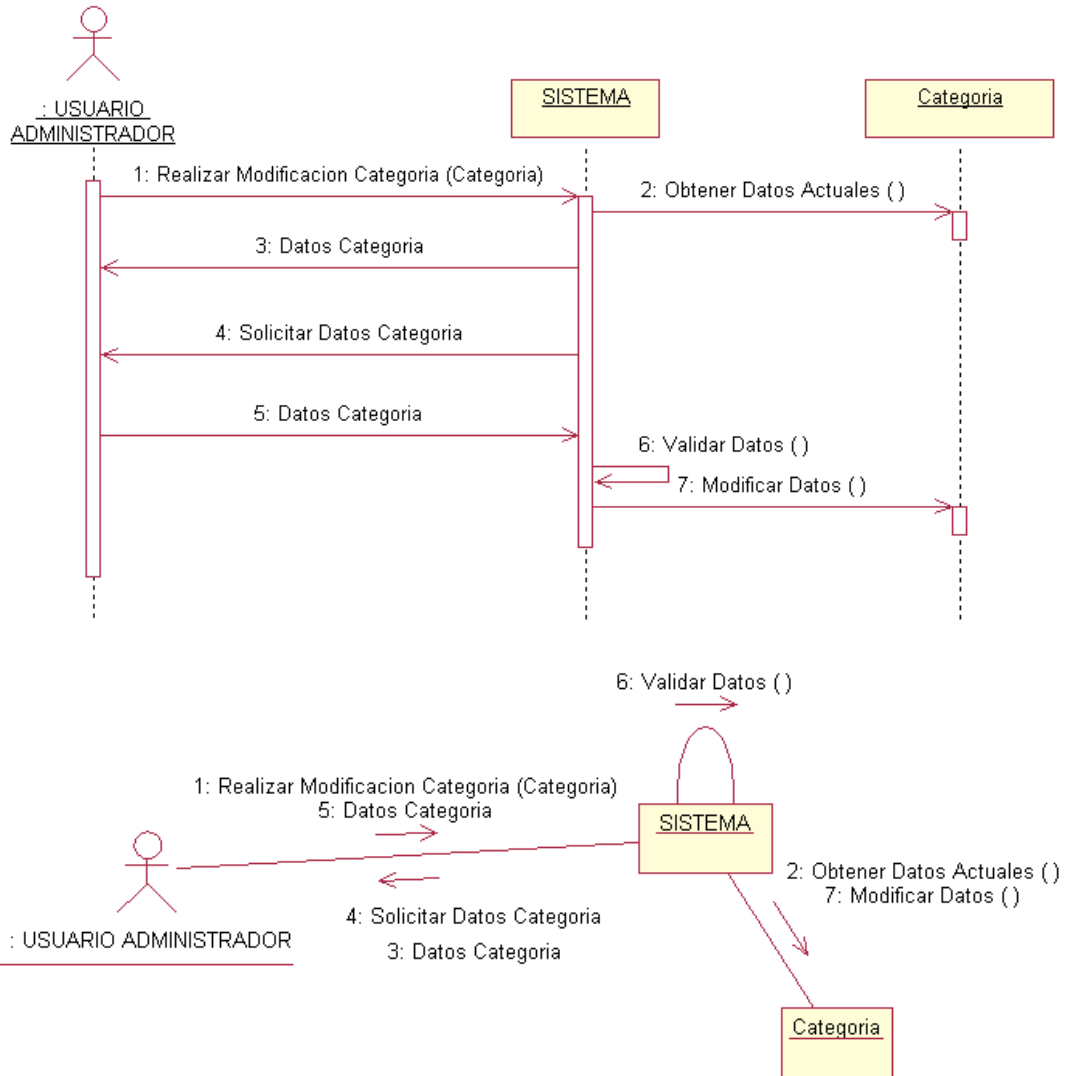 : USUARIO
ADMINISTRADOR
SISTEMA
Categoria
1: Realizar Modificacion Categoria (Categoria)
2: Obtener Datos Actuales ( )
3: Datos Categoria
4: Solicitar Datos Categoria
5: Datos Categoria
6: Validar Datos ( )
7: Modificar Datos ( )
6: Validar Datos ( )
1: Realizar Modificacion Categoria (Categoria)
5: Datos Categoria
SISTEMA
2: Obtener Datos Actuales ( )
7: Modificar Datos ( )
4: Solicitar Datos Categoria
3: Datos Categoria
: USUARIO ADMINISTRADOR
Categoria